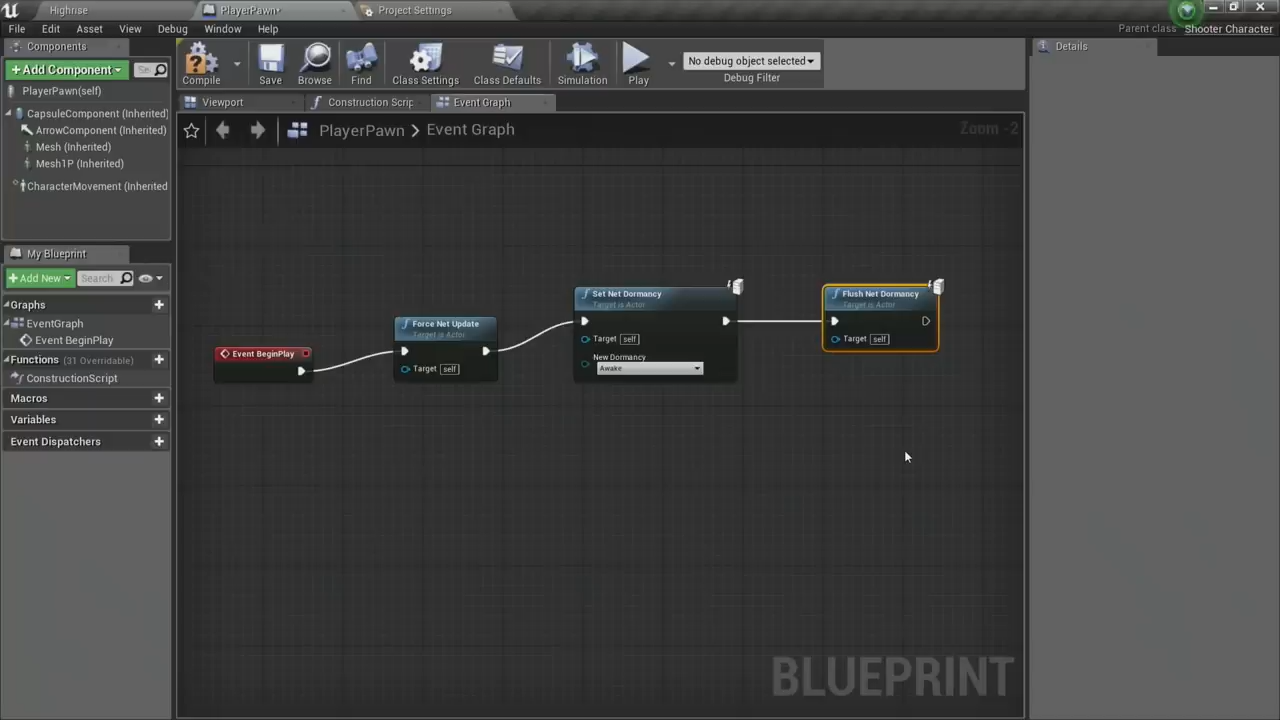 Highrise
PlayerPawn*
Project Settings
File Edit Asset View Debug Window Help
Parent class: Shooter Character
Components
+ Add Component
PlayerPawn(self)
CapsuleComponent (Inherited)
ArrowComponent (Inherited)
Mesh (Inherited)
Mesh1P (Inherited)
CharacterMovement (Inherited
My Blueprint
+ Add New
Search
Graphs
EventGraph
Event BeginPlay
Functions (31 Overridable)
ConstructionScript
Macros
Variables
Event Dispatchers
Compile
Save
Browse
Find
Class Settings
Class Defaults
Simulation
Play
No debug object selected
Debug Filter
Viewport
Construction Scrip
Event Graph
PlayerPawn > Event Graph
Zoom -2
Event BeginPlay
Force Net Update
Target is Actor
Target self
Set Net Dormancy
Target is Actor
Target self
New Dormancy
Awake
Flush Net Dormancy
Target is Actor
Target self
BLUEPRINT
Details